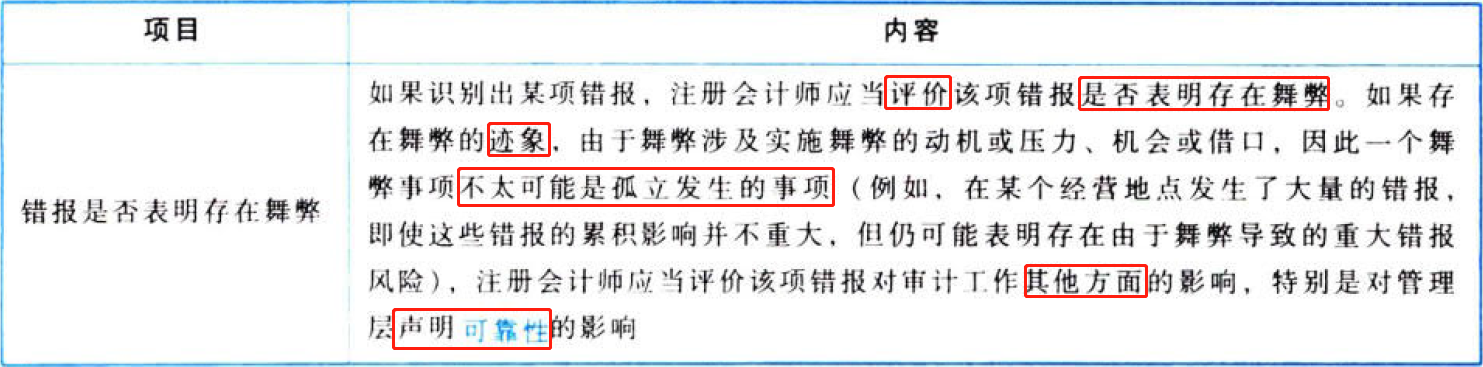 项目
内容
错报是否表明存在舞弊
如果识别出某项错报，注册会计师应当评价该项错报是否表明存在舞弊。如果存
在舞弊的迹象，由于舞弊涉及实施舞弊的动机或压力、机会或借口，因此一个舞
弊事项不太可能是孤立发生的事项（例如，在某个经营地点发生了大量的错报，
即使这些错报的累积影响并不重大，但仍可能表明存在由于舞弊导致的重大错报
风险），注册会计师应当评价该项错报对审计工作其他方面的影响，特别是对管理
层声明可靠性的影响